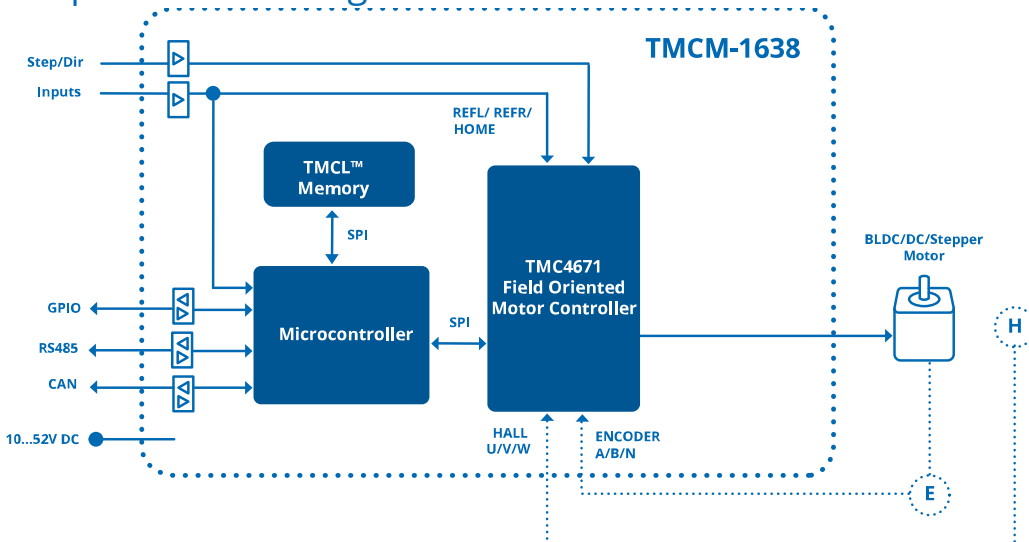 TMCM-1638
Step/Dir
Inputs
REFL/ REFR/
HOME
TMCL™
Memory
SPI
TMC4671
Field Oriented
Motor Controller
BLDC/DC/Stepper
Motor
GPIO
RS485
CAN
Microcontroller
SPI
H
10...52V DC
HALL
U/V/W
ENCODER
A/B/N
E